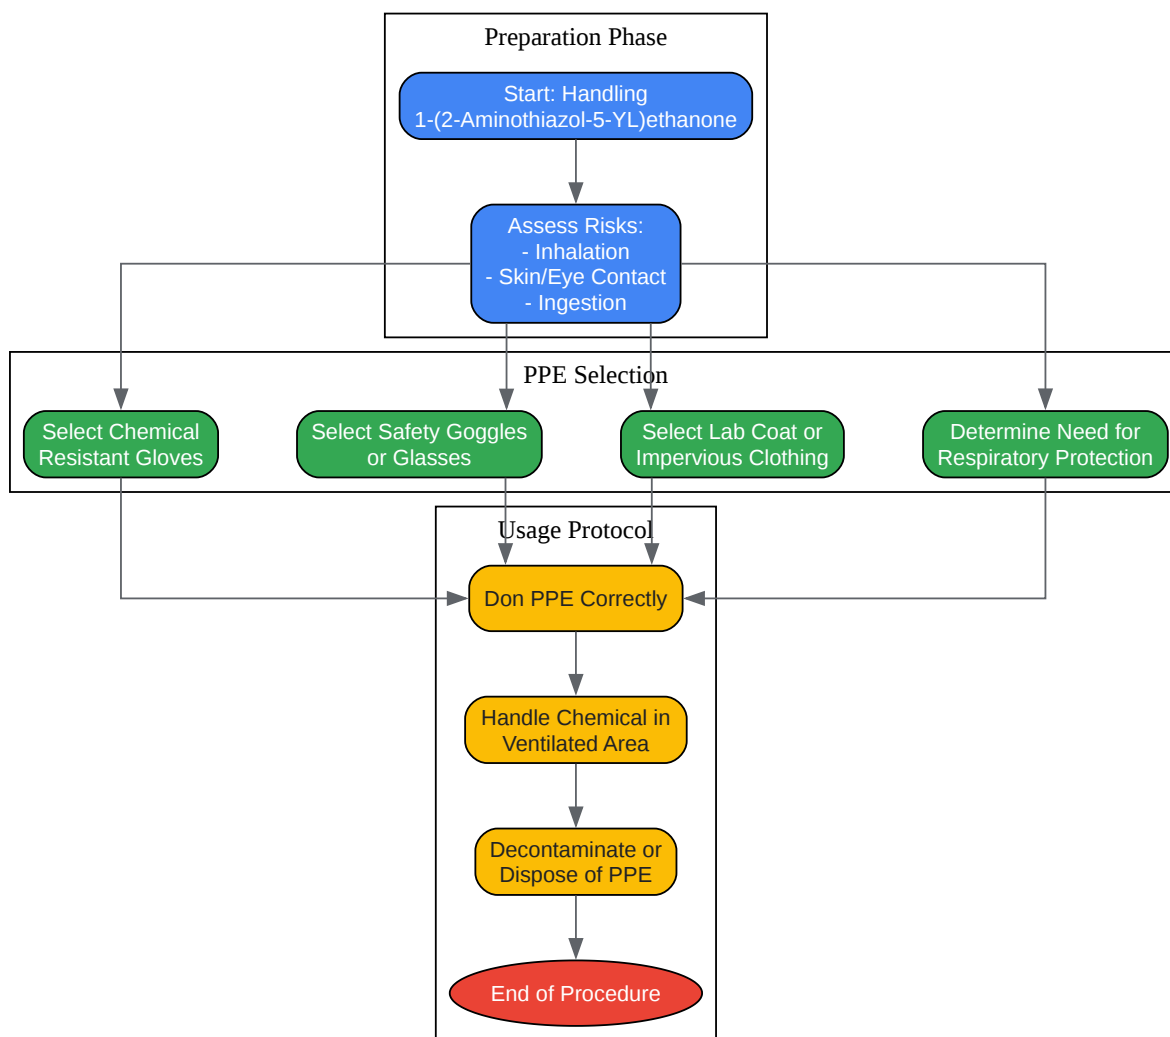 Preparation Phase
Start: Handling
1-(2-Aminothiazol-5-YL)ethanone
Assess Risks:
- Inhalation
- Skin/Eye Contact
- Ingestion
PPE Selection
Select Chemical
Resistant Gloves
Select Safety Goggles
or Glasses
Select Lab Coat or
Impervious Clothing
Determine Need for
Respiratory Protection
Usage Protocol
Don PPE Correctly
Handle Chemical in
Ventilated Area
Decontaminate or
Dispose of PPE
End of Procedure